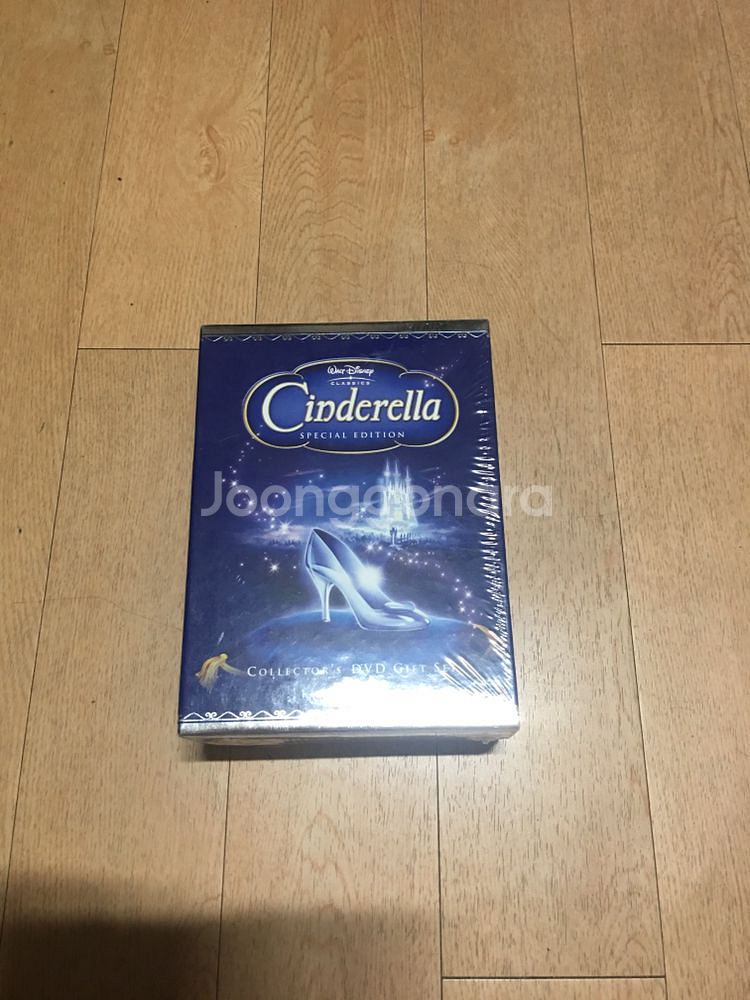 Walt Disney
CLASSICS
Cinderella
SPECIAL EDITION
Joonggonara
COLLECTOR'S DVD GIFT SET